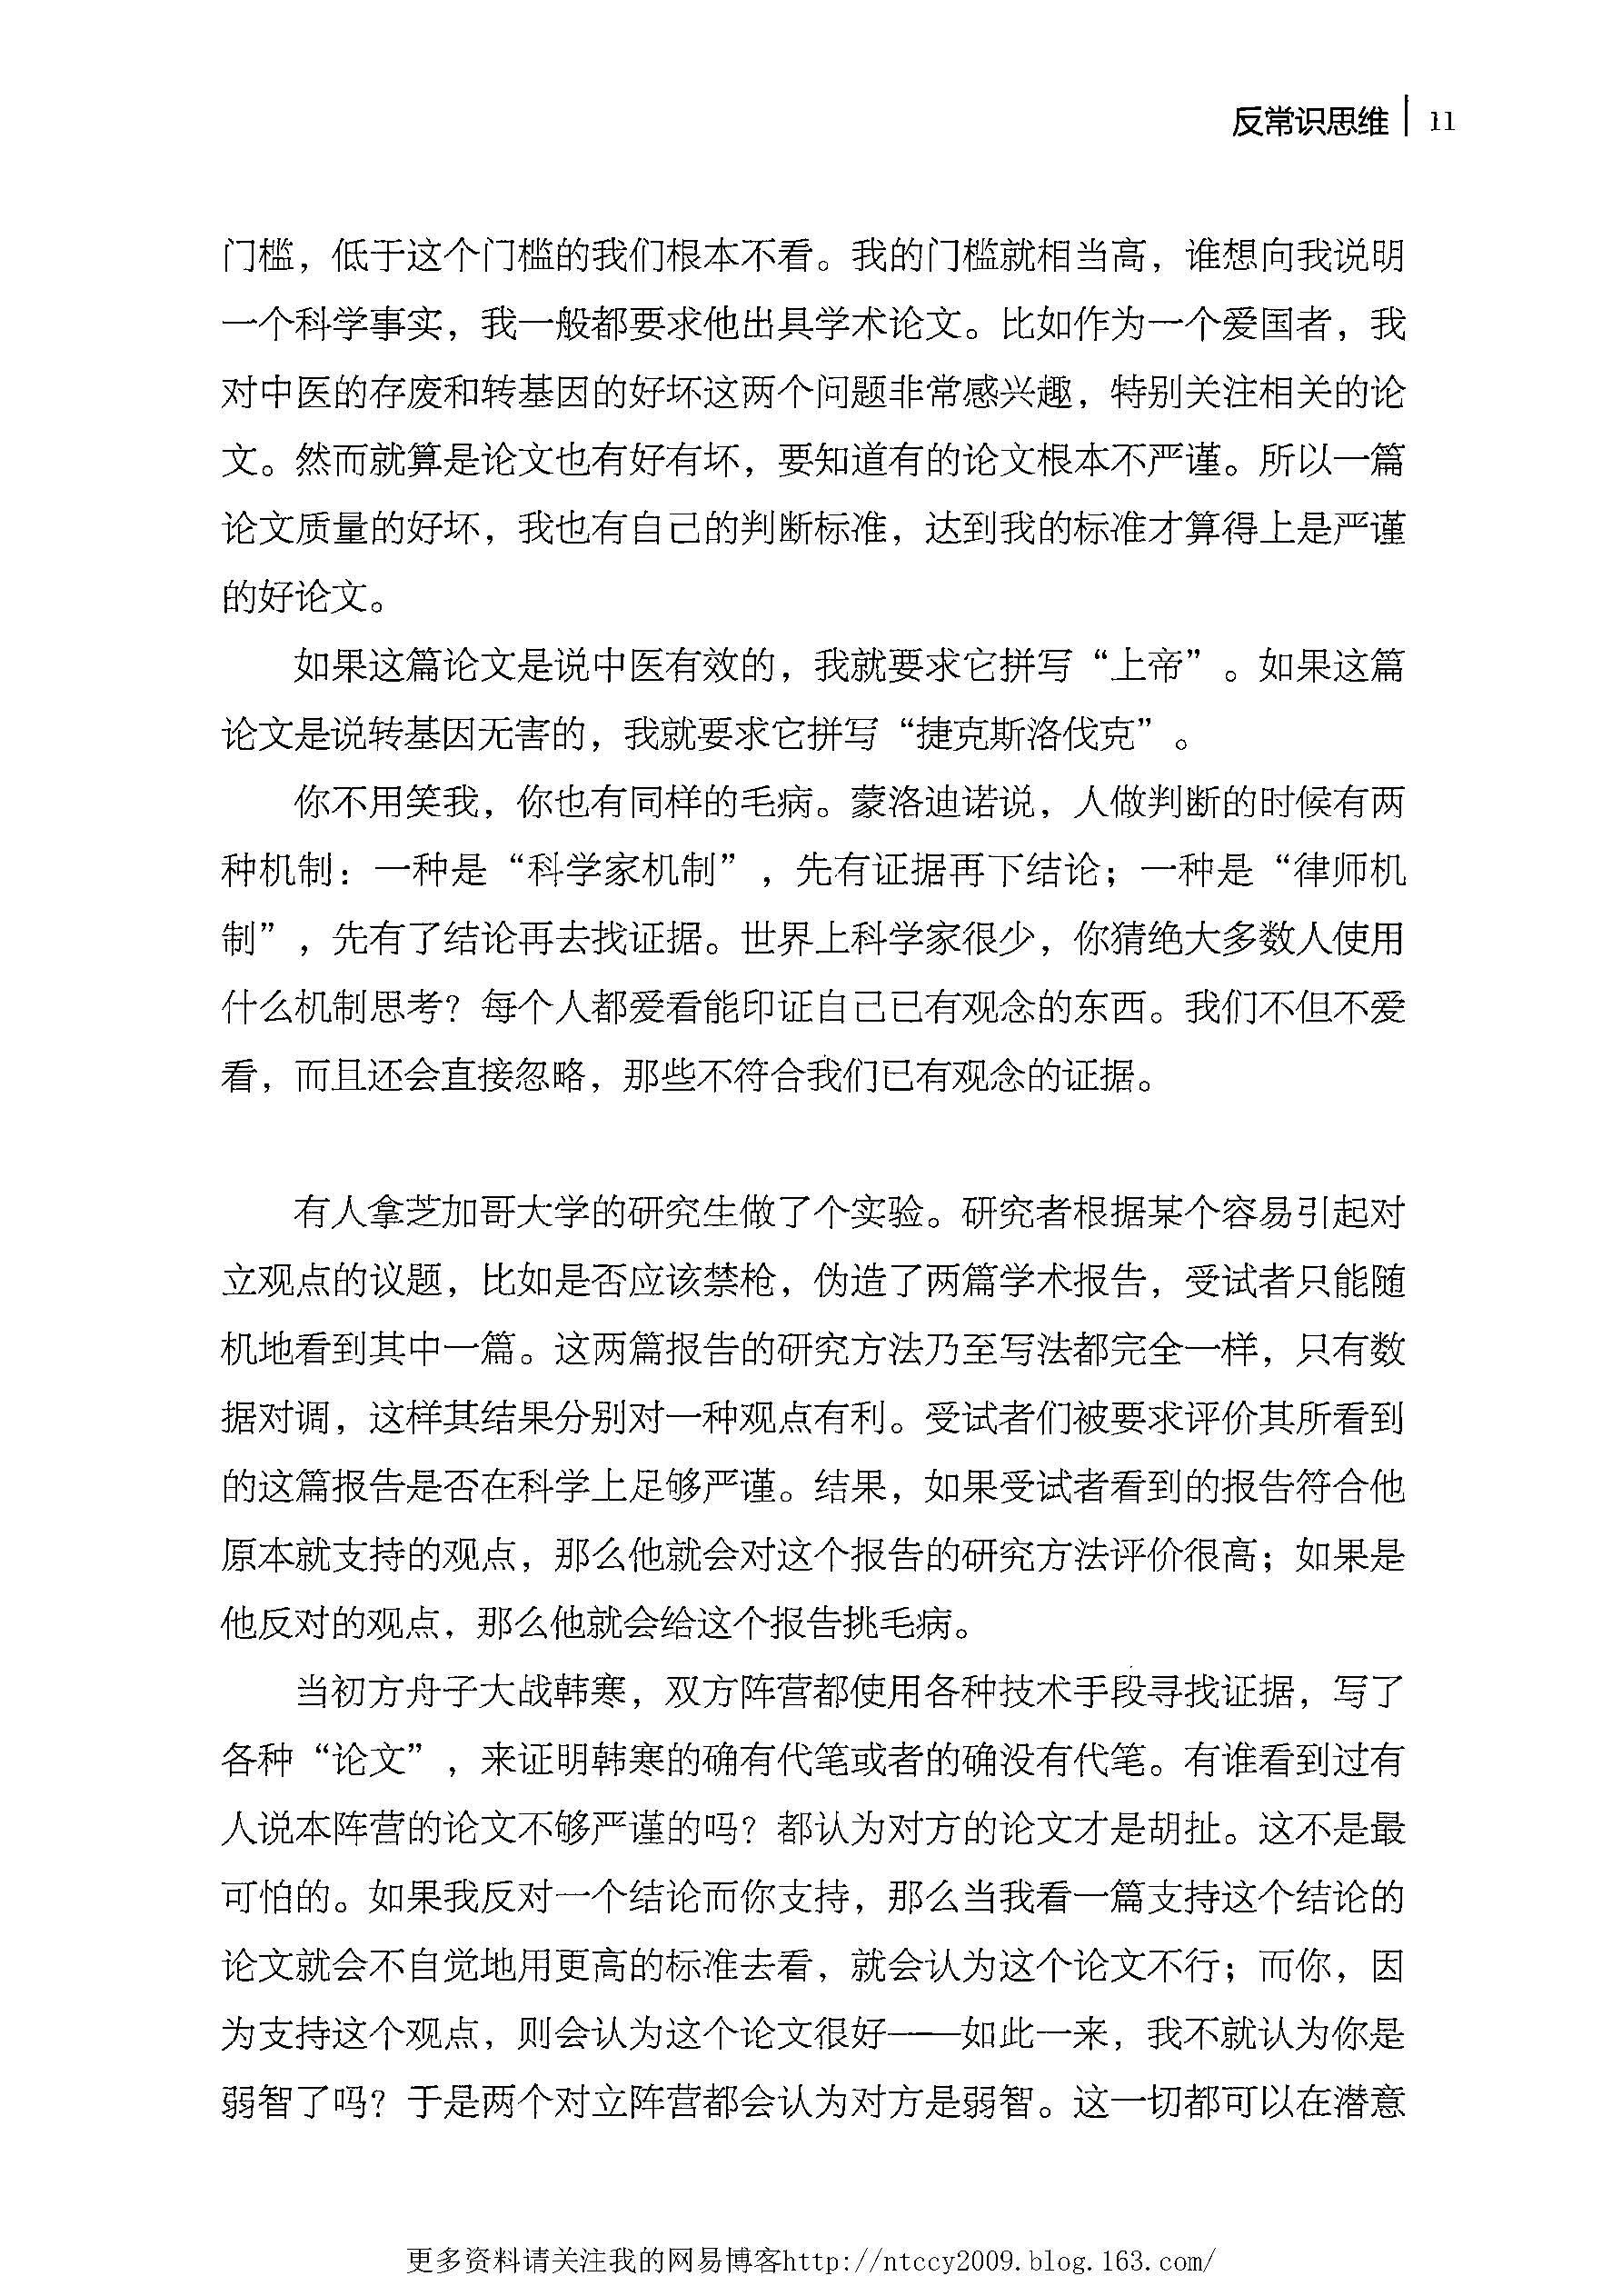 反常识思维 11
门槛，低于这个门槛的我们根本不看。我的门槛就相当高，谁想向我说明
一个科学事实，我一般都要求他出具学术论文。比如作为一个爱国者，我
对中医的存废和转基因的好坏这两个问题非常感兴趣，特别关注相关的论
文。然而就算是论文也有好有坏，要知道有的论文根本不严谨。所以一篇
论文质量的好坏，我也有自己的判断标准，达到我的标准才算得上是严谨
的好论文。
如果这篇论文是说中医有效的，我就要求它拼写“上帝”。如果这篇
论文是说转基因无害的，我就要求它拼写“捷克斯洛伐克”。
你不用笑我，你也有同样的毛病。蒙洛迪诺说，人做判断的时候有两
种机制：一种是“科学家机制”，先有证据再下结论；一种是“律师机
制”，先有了结论再去找证据。世界上科学家很少，你猜绝大多数人使用
什么机制思考？每个人都爱看能印证自己已有观念的东西。我们不但不爱
看，而且还会直接忽略，那些不符合我们已有观念的证据。
有人拿芝加哥大学的研究生做了个实验。研究者根据某个容易引起对
立观点的议题，比如是否应该禁枪，伪造了两篇学术报告，受试者只能随
机地看到其中一篇。这两篇报告的研究方法乃至写法都完全一样，只有数
据对调，这样其结果分别对一种观点有利。受试者们被要求评价其所看到
的这篇报告是否在科学上足够严谨。结果，如果受试者看到的报告符合他
原本就支持的观点，那么他就会对这个报告的研究方法评价很高；如果是
他反对的观点，那么他就会给这个报告挑毛病。
当初方舟子大战韩寒，双方阵营都使用各种技术手段寻找证据，写了
各种“论文”，来证明韩寒的确有代笔或者的确没有代笔。有谁看到过有
人说本阵营的论文不够严谨的吗？都认为对方的论文才是胡扯。这不是最
可怕的。如果我反对一个结论而你支持，那么当我看一篇支持这个结论的
论文就会不自觉地用更高的标准去看，就会认为这个论文不行；而你，因
为支持这个观点，则会认为这个论文很好——如此一来，我不就认为你是
弱智了吗？于是两个对立阵营都会认为对方是弱智。这一切都可以在潜意
更多资料请关注我的网易博客http://ntccy2009.blog.163.com/